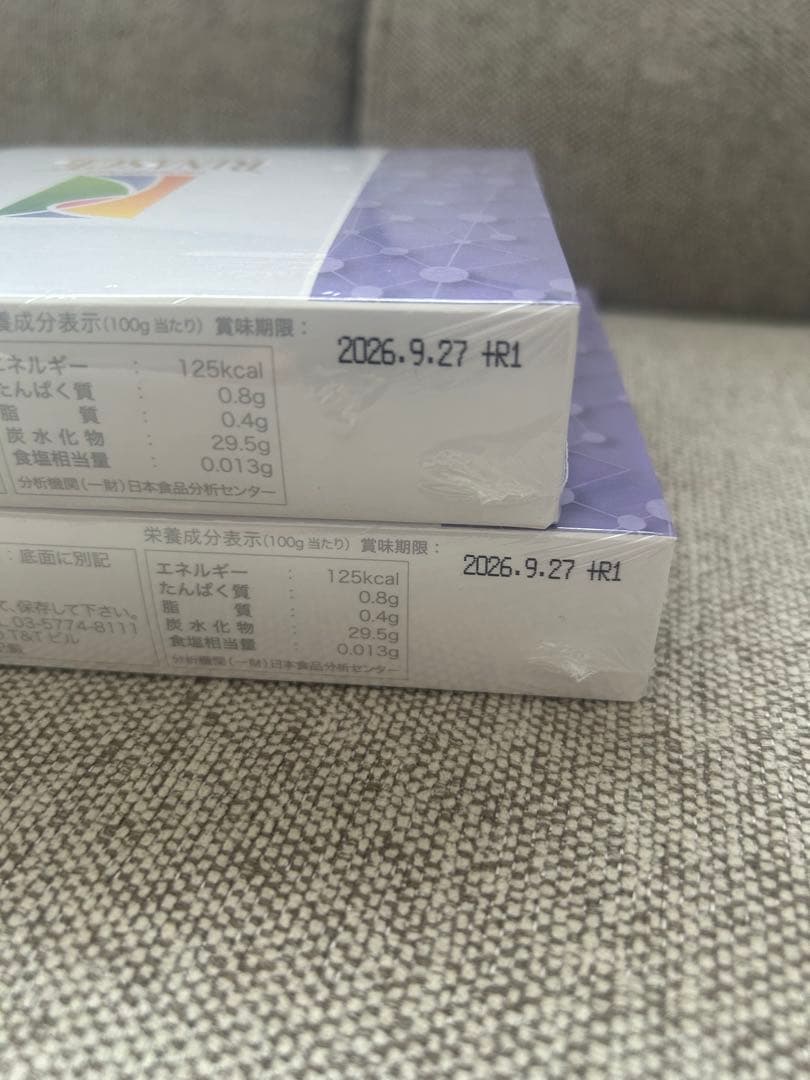 養成分表示(100g当たり) 賞味期限：
2026.9.27 +R1
エネルギー : 125kcal
たんぱく質 : 0.8g
脂質 : 0.4g
炭水化物 : 29.5g
食塩相当量 : 0.013g
分析機関(一財)日本食品分析センター
栄養成分表示(100g当たり) 賞味期限：
2026.9.27 +R1
：底面に別記
て、保存して下さい。
03-5774-8111
T&Tビル
エネルギー : 125kcal
たんぱく質 : 0.8g
脂質 : 0.4g
炭水化物 : 29.5g
食塩相当量 : 0.013g
分析機関(一財)日本食品分析センター